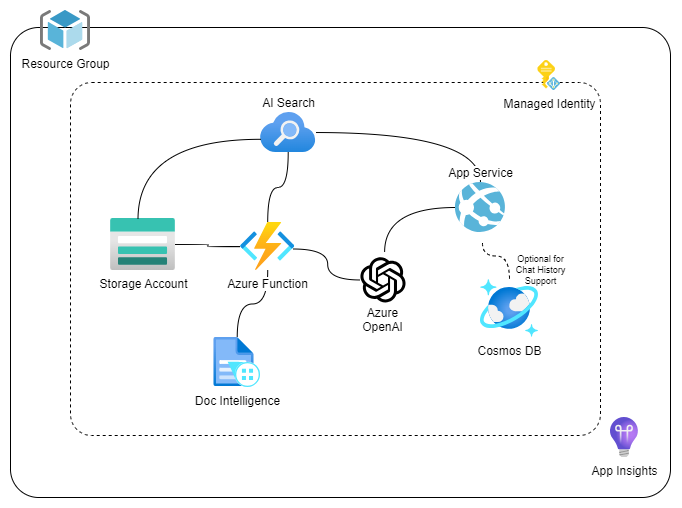 Resource Group
Managed Identity
AI Search
App Service
Optional for
Chat History
Support
Storage Account
Azure Function
Azure
OpenAI
Cosmos DB
Doc Intelligence
App Insights